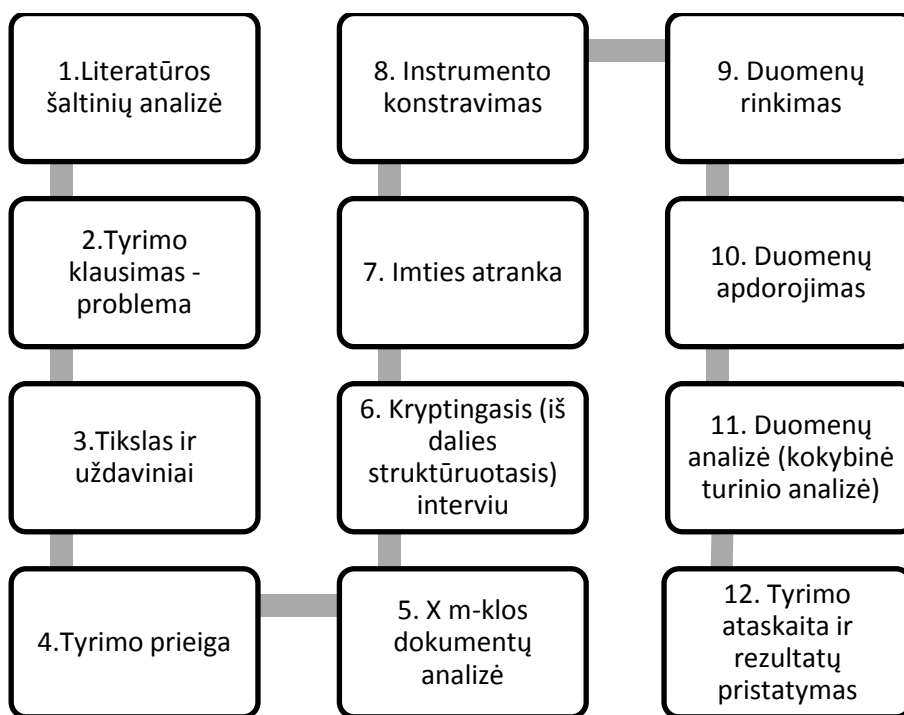 1.Literatūros
šaltinių analizė
2.Tyrimo
klausimas -
problema
3.Tikslas ir
uždaviniai
4.Tyrimo prieiga
5. X m-klos
dokumentų
analizė
6. Kryptingasis (iš
dalies
struktūruotasis)
interviu
7. Imties atranka
8. Instrumento
konstravimas
9. Duomenų
rinkimas
10. Duomenų
apdorojimas
11. Duomenų
analizė (kokybinė
turinio analizė)
12. Tyrimo
ataskaita ir
rezultatų
pristatymas